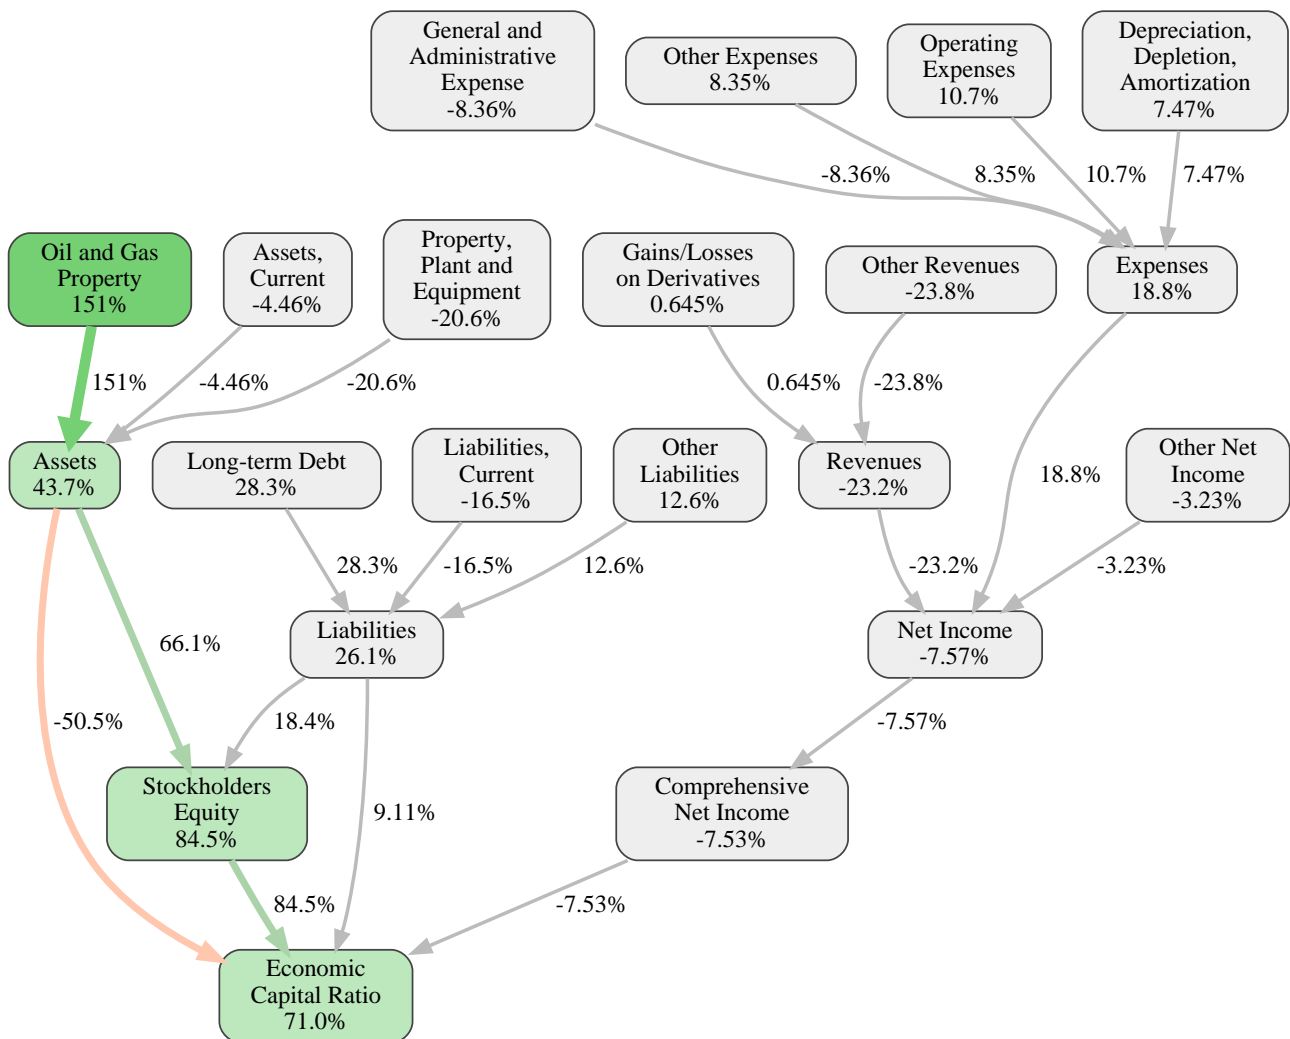 General and
Administrative
Expense
-8.36%
Other Expenses
8.35%
Operating
Expenses
10.7%
Depreciation,
Depletion,
Amortization
7.47%
-8.36%
8.35%
10.7%
7.47%
Oil and Gas
Property
151%
Assets,
Current
-4.46%
Property,
Plant and
Equipment
-20.6%
Gains/Losses
on Derivatives
0.645%
Other Revenues
-23.8%
Expenses
18.8%
151%
-4.46%
-20.6%
0.645%
-23.8%
18.8%
Assets
43.7%
Long-term Debt
28.3%
Liabilities,
Current
-16.5%
Other
Liabilities
12.6%
Revenues
-23.2%
Other Net
Income
-3.23%
28.3%
-16.5%
12.6%
-23.2%
-3.23%
66.1%
Liabilities
26.1%
Net Income
-7.57%
-50.5%
18.4%
9.11%
-7.57%
Stockholders
Equity
84.5%
Comprehensive
Net Income
-7.53%
84.5%
-7.53%
Economic
Capital Ratio
71.0%